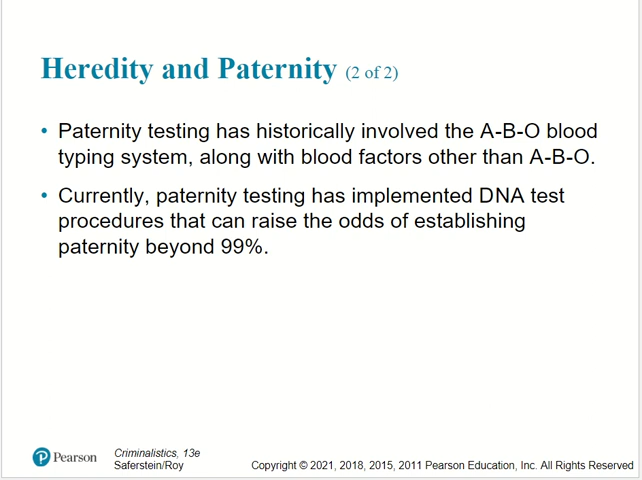 Heredity and Paternity (2 of 2)
• Paternity testing has historically involved the A-B-O blood
typing system, along with blood factors other than A-B-O.
• Currently, paternity testing has implemented DNA test
procedures that can raise the odds of establishing
paternity beyond 99%.
Pearson
Criminalistics, 13e
Saferstein/Roy
Copyright © 2021, 2018, 2015, 2011 Pearson Education, Inc. All Rights Reserved